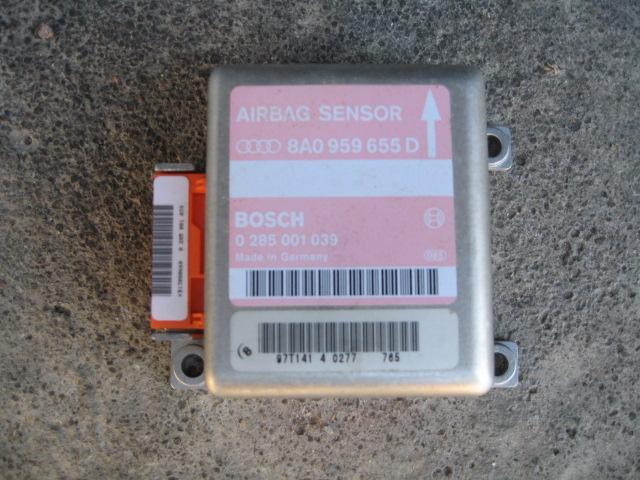 AIRBAG SENSOR
8A0 959 655 D
BOSCH
0 285 001 039
Made in Germany
97T141 4 0277 765